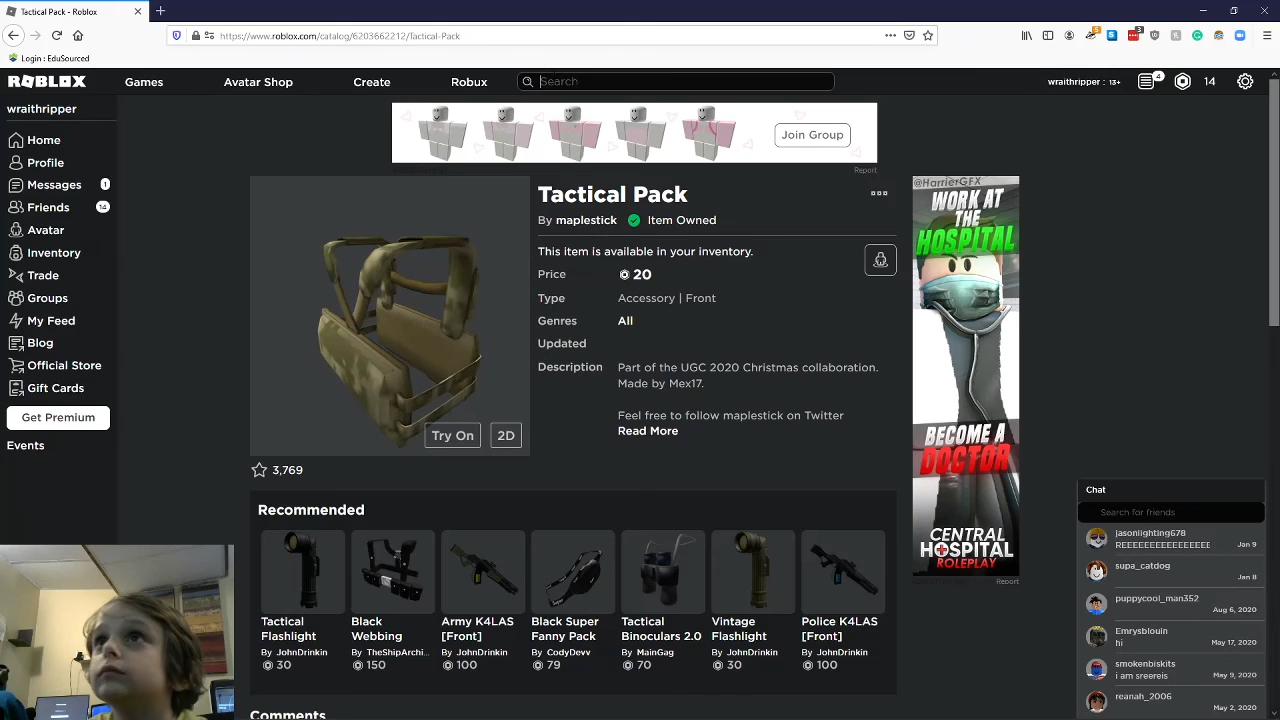 Tactical Pack - Roblox
https://www.roblox.com/catalog/6203662212/Tactical-Pack
5
3
Login : EduSourced
ROBLOX
Games
Avatar Shop
Create
Robux
Search
wraithripper : 13+
4
14
wraithripper
Home
Profile
Messages
1
Friends
14
Avatar
Inventory
Trade
Groups
My Feed
Blog
Official Store
Gift Cards
Get Premium
Events
Join Group
Report
Tactical Pack
By maplestick Item Owned
This item is available in your inventory.
Price 20
Type Accessory | Front
Genres All
Updated
Description Part of the UGC 2020 Christmas collaboration.
Made by Mex17.
Feel free to follow maplestick on Twitter
Read More
Try On
2D
3,769
@HarrierGFX
WORK AT
THE
HOSPITAL
BECOME A
DOCTOR
CENTRAL
HOSPITAL
ROLEPLAY
Report
Recommended
Tactical
Flashlight
By JohnDrinkin
30
Black
Webbing
By TheShipArchi...
150
Army K4LAS
[Front]
By JohnDrinkin
100
Black Super
Fanny Pack
By CodyDevv
79
Tactical
Binoculars 2.0
By MainGag
70
Vintage
Flashlight
By JohnDrinkin
30
Police K4LAS
[Front]
By JohnDrinkin
100
Comments
Chat
Search for friends
jasonlighting678
REEEEEEEEEEEEEEEE
Jan 9
supa_catdog
Jan 8
puppycool_man352
Aug 6, 2020
Emrysblouin
hi
May 17, 2020
smokenbiskits
i am sreereis
May 9, 2020
reanah_2006
May 2, 2020